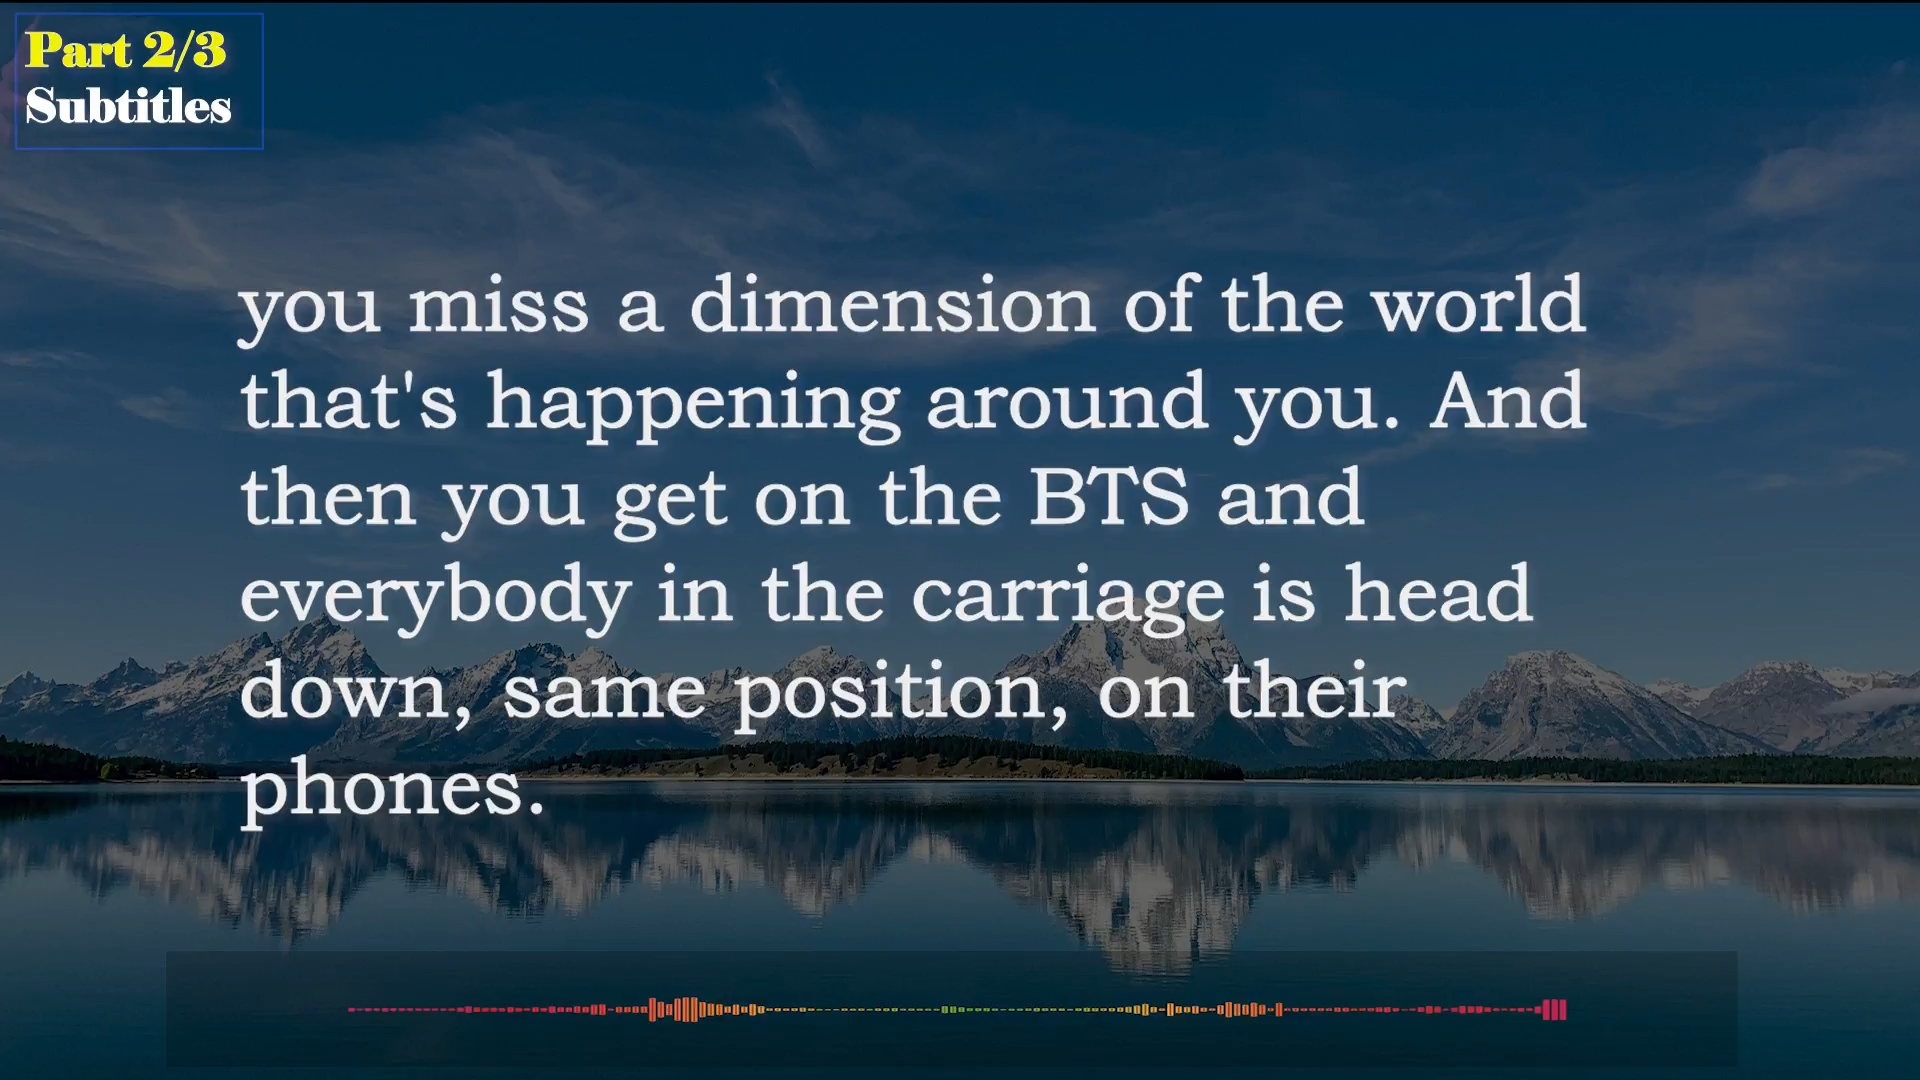 Part 2/3
Subtitles
you miss a dimension of the world
that's happening around you. And
then you get on the BTS and
everybody in the carriage is head
down, same position, on their
phones.